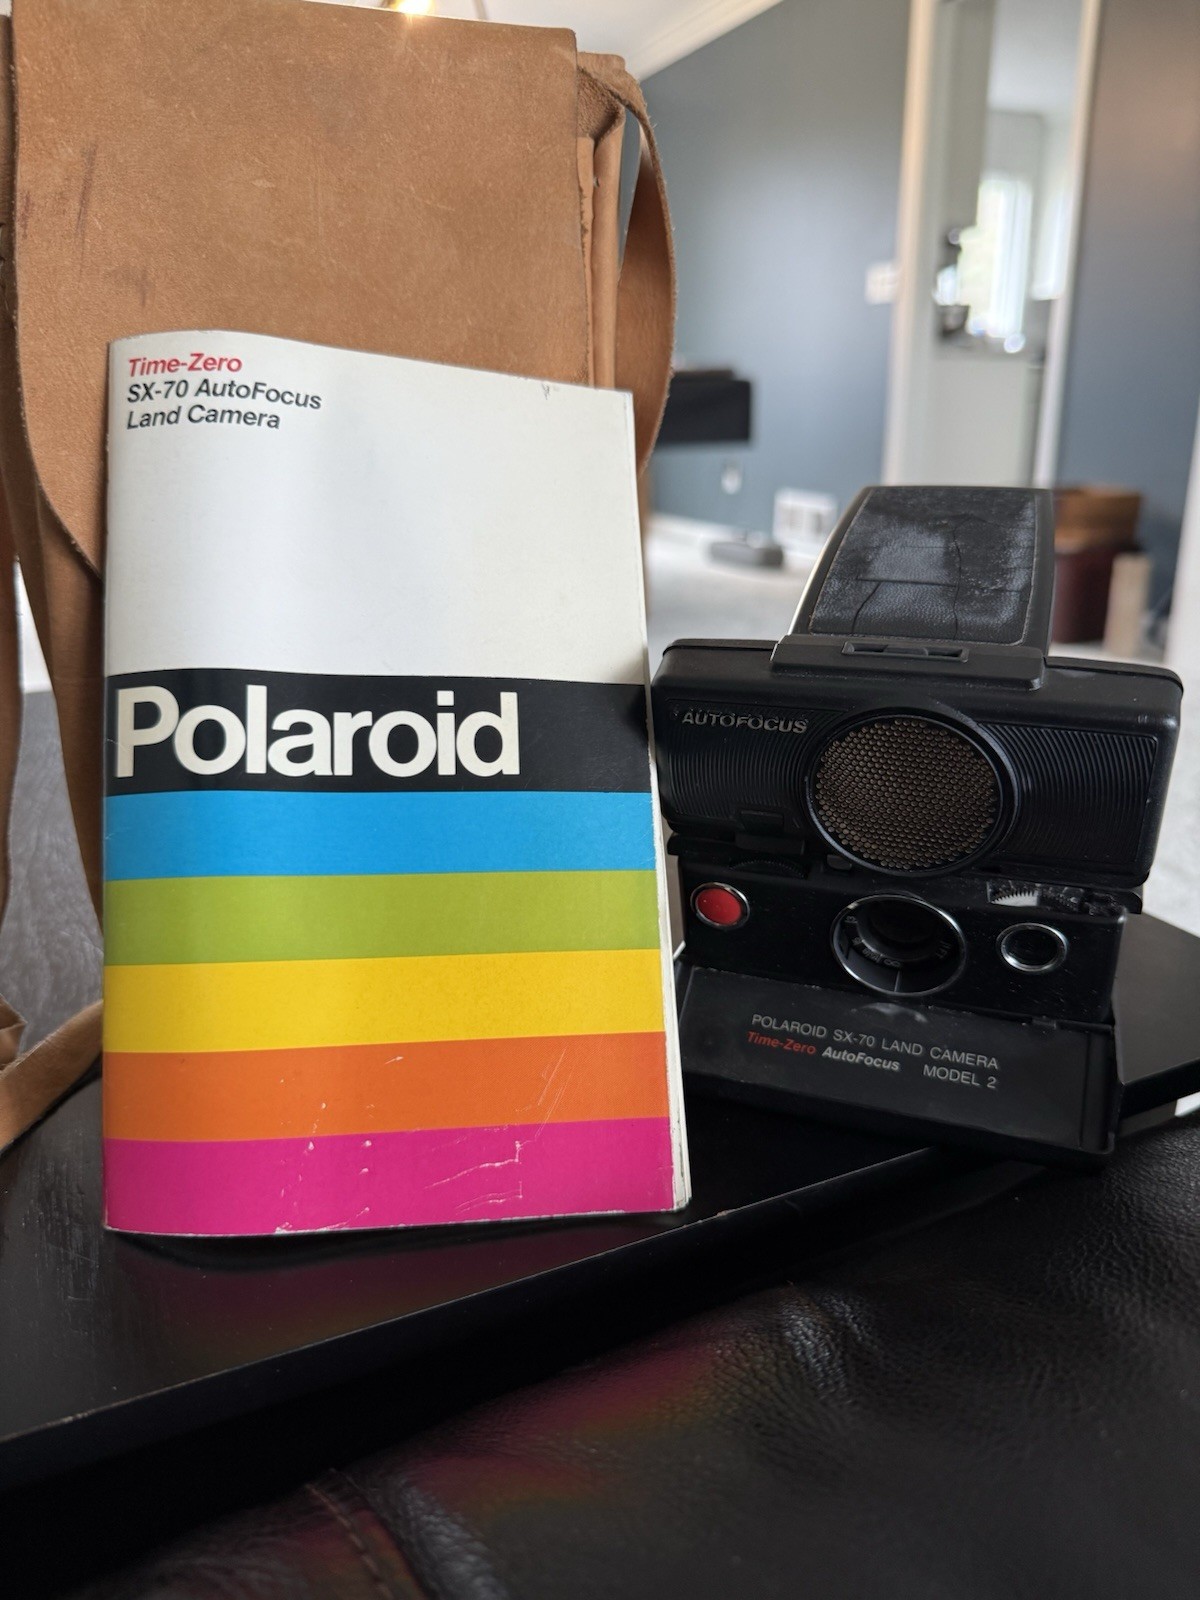 Time-Zero
SX-70 AutoFocus
Land Camera
Polaroid
AUTOFOCUS
POLAROID SX-70 LAND CAMERA
Time-Zero AutoFocus MODEL 2